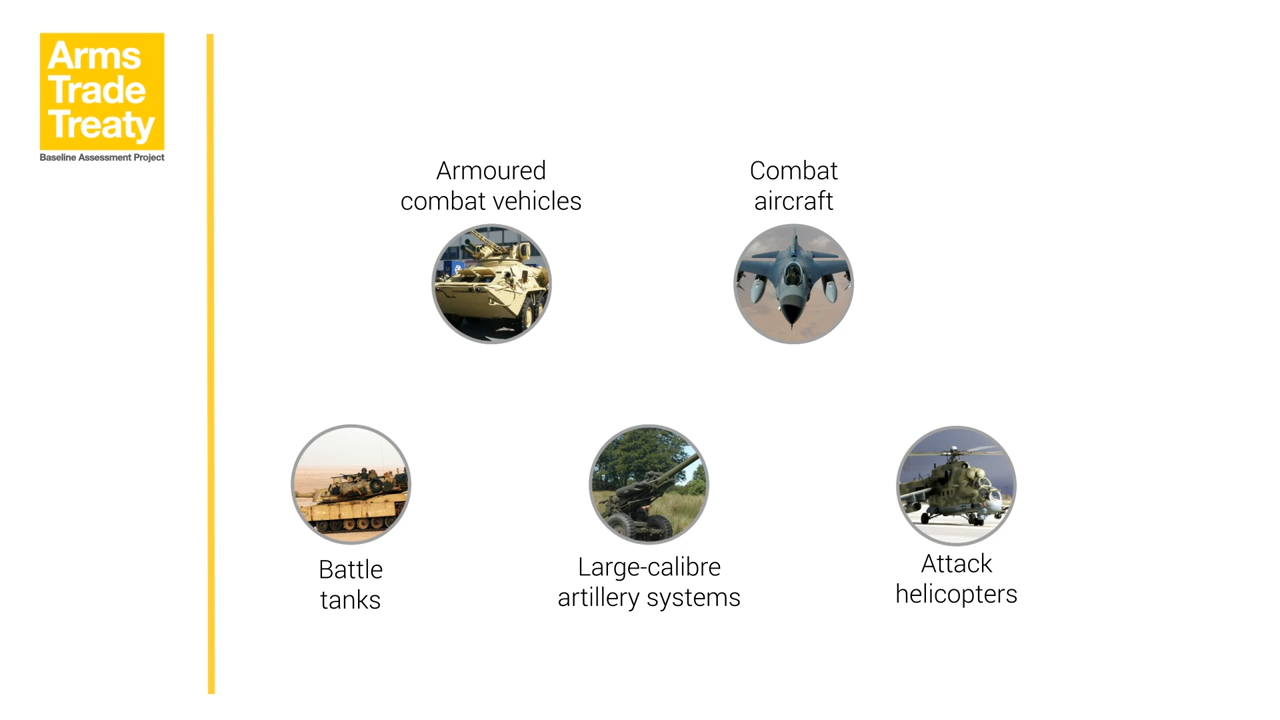 Arms
Trade
Treaty
Baseline Assessment Project
Armoured
combat vehicles
Combat
aircraft
Battle
tanks
Large-calibre
artillery systems
Attack
helicopters